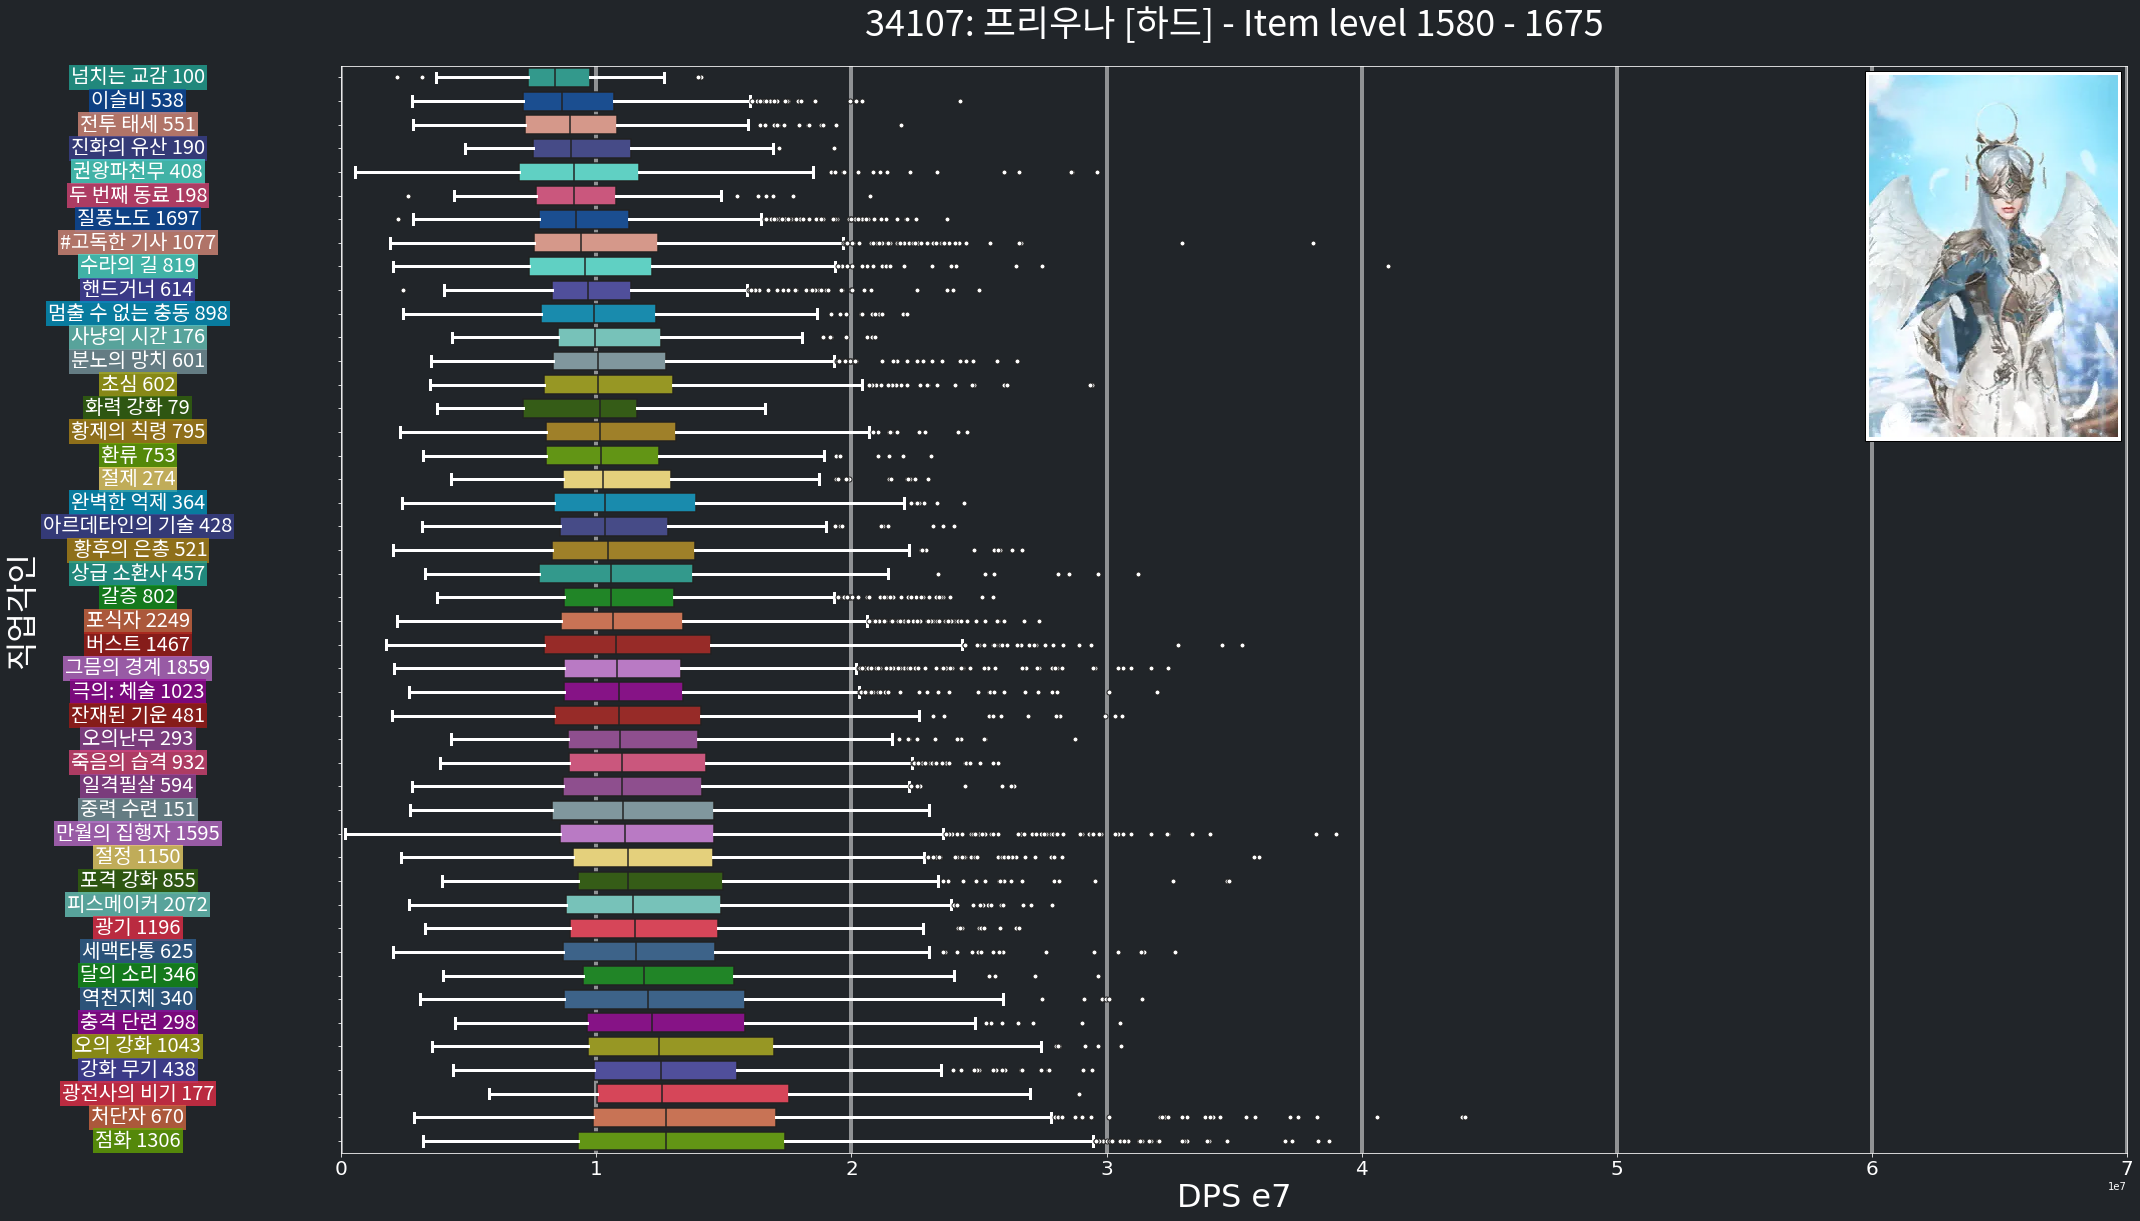 34107: 프리우나 [하드] - Item level 1580 - 1675
넘치는 교감 100
이슬비 538
전투 태세 551
진화의 유산 190
권왕파천무 408
두 번째 동료 198
질풍노도 1697
#고독한 기사 1077
수라의 길 819
핸드거너 614
멈출 수 없는 충동 898
사냥의 시간 176
분노의 망치 601
초심 602
화력 강화 79
황제의 칙령 795
환류 753
절제 274
완벽한 억제 364
아르데타인의 기술 428
황후의 은총 521
상급 소환사 457
갈증 802
포식자 2249
버스트 1467
그믐의 경계 1859
극의: 체술 1023
잔재된 기운 481
오의난무 293
죽음의 습격 932
일격필살 594
중력 수련 151
만월의 집행자 1595
절정 1150
포격 강화 855
피스메이커 2072
광기 1196
세맥타통 625
달의 소리 346
역천지체 340
충격 단련 298
오의 강화 1043
강화 무기 438
광전사의 비기 177
처단자 670
점화 1306
직업각인
0 1 2 3 4 5 6 7
1e7
DPS e7